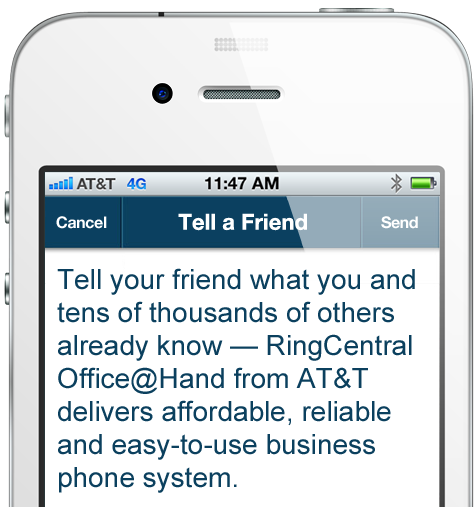 AT&T 4G 11:47 AM
Cancel Tell a Friend Send
Tell your friend what you and
tens of thousands of others
already know — RingCentral
Office@Hand from AT&T
delivers affordable, reliable
and easy-to-use business
phone system.